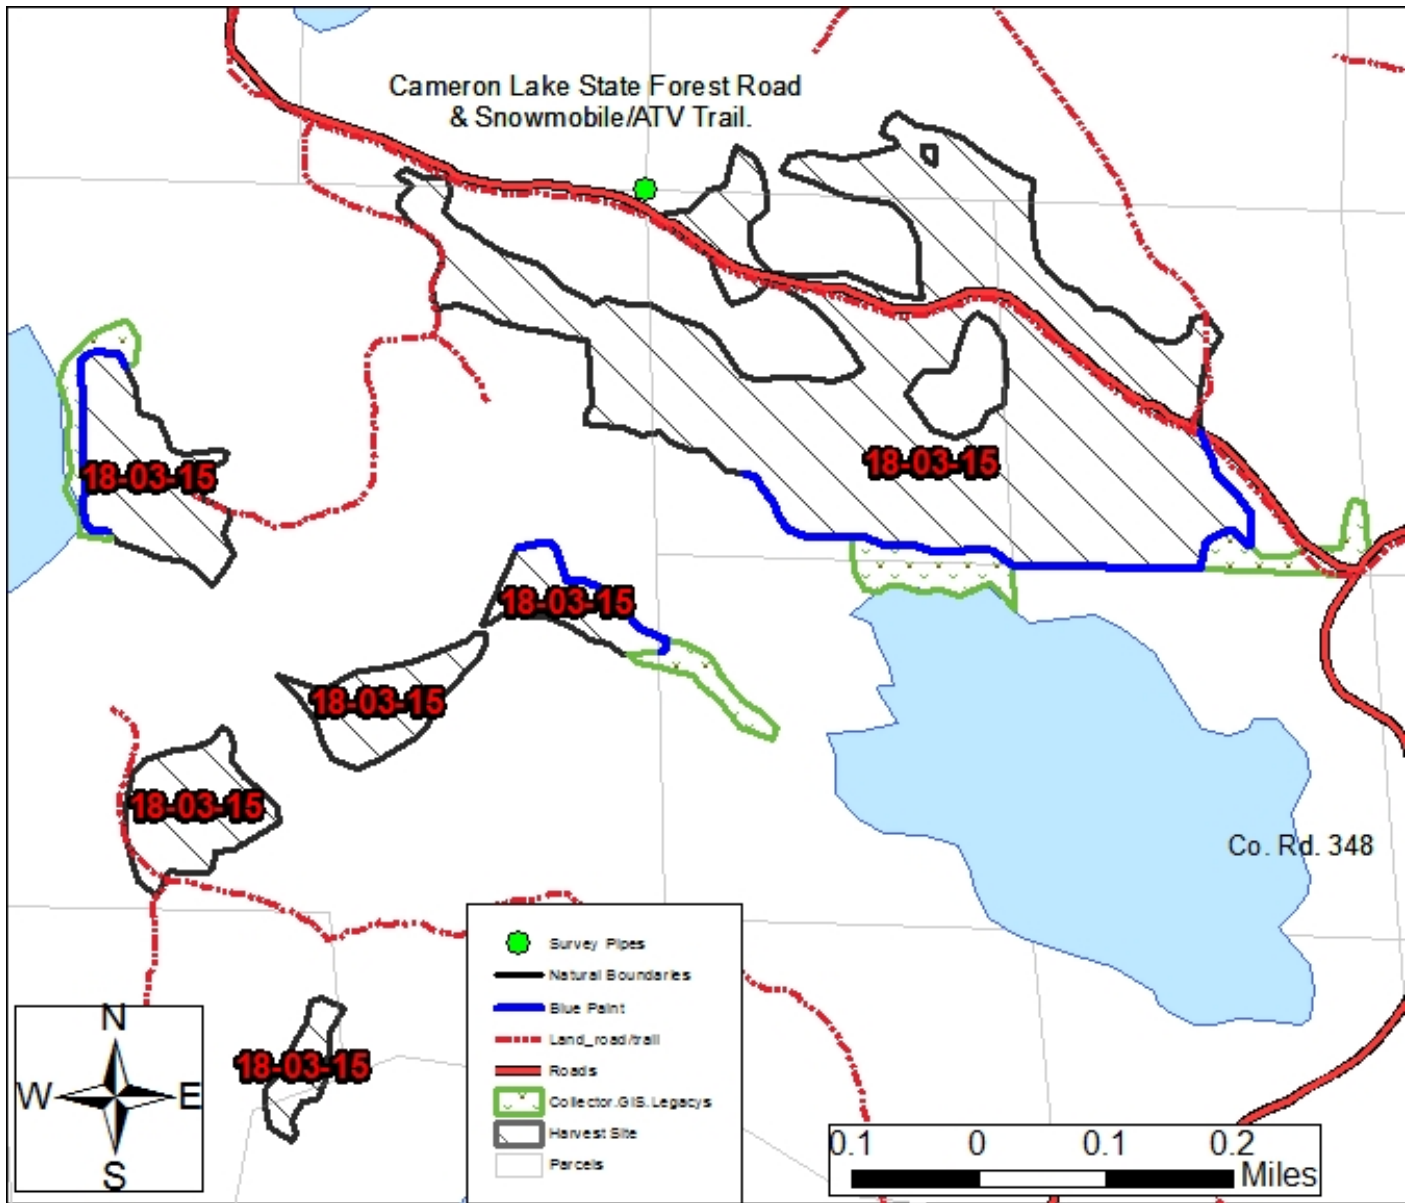 Cameron Lake State Forest Road
& Snowmobile/ATV Trail.
18-03-15
18-03-15
18-03-15
18-03-15
18-03-15
Co. Rd. 348
18-03-15
Survey Pipes
Natural Boundaries
Blue Paint
Land_road/trail
Roads
Collector.GIS.Legacys
Harvest Site
Parcels
N
W E
S
0.1 0 0.1 0.2
Miles